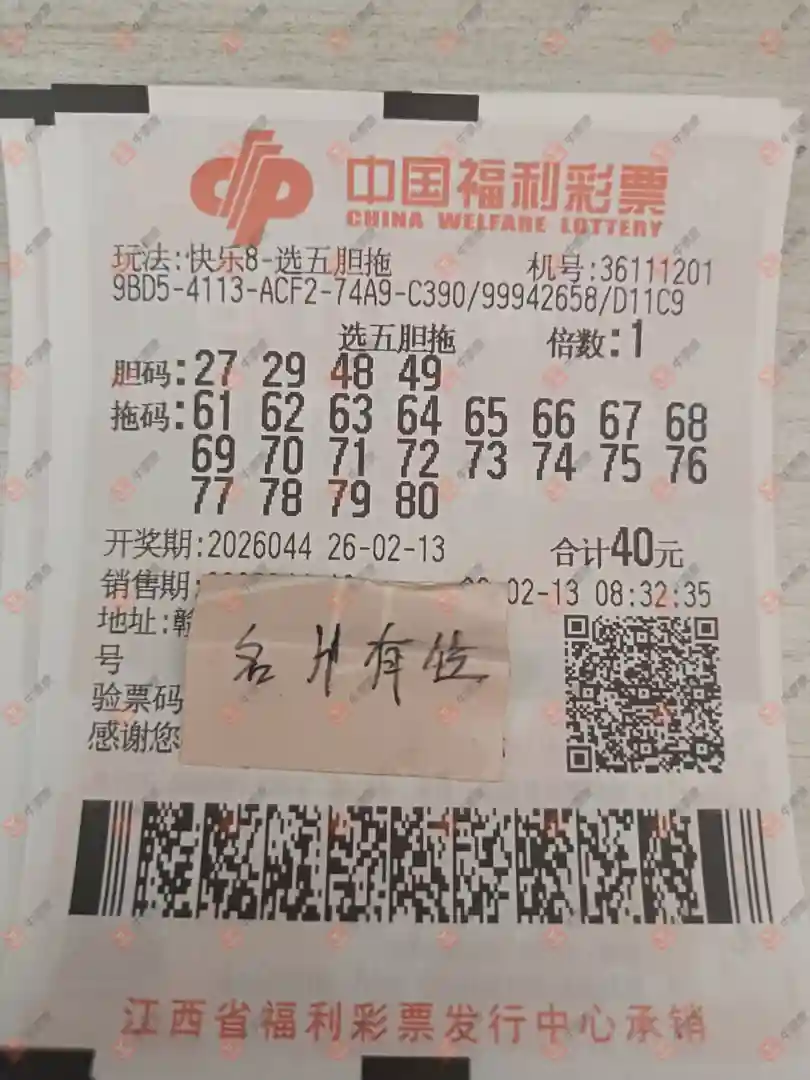 中国福利彩票
CHINA WELFARE LOTTERY
玩法:快乐8-选五胆拖 机号:36111201
9BD5-4113-ACF2-74A9-C390/99942658/D11C9
选五胆拖 倍数:1
胆码:27 29 48 49
拖码:61 62 63 64 65 66 67 68
69 70 71 72 73 74 75 76
77 78 79 80
开奖期:2026044 26-02-13 合计40元
销售期: 02-13 08:32:35
地址:
号
验票码
感谢您
名片有位
江西省福利彩票发行中心承销